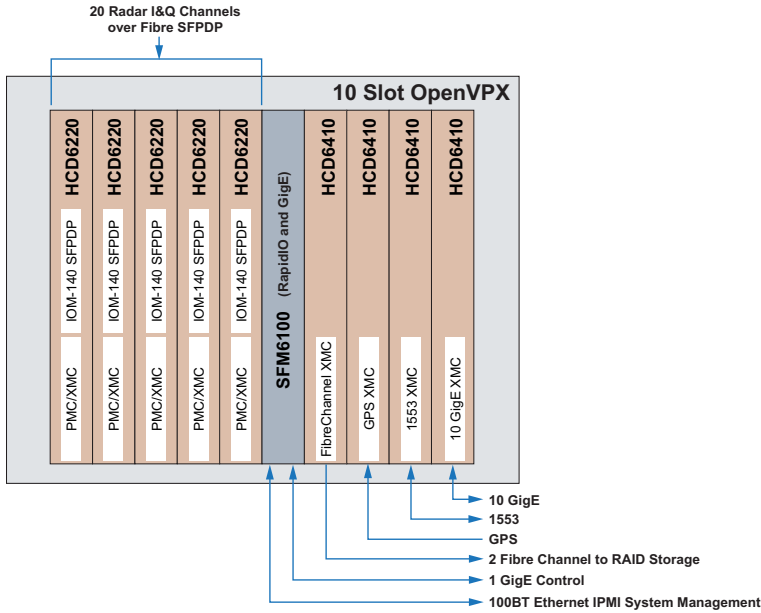 20 Radar I&Q Channels
over Fibre SFPDP
10 Slot OpenVPX
HCD6220
HCD6220
HCD6220
HCD6220
HCD6220
SFM6100 (RapidIO and GigE)
HCD6410
HCD6410
HCD6410
HCD6410
IOM-140 SFPDP
IOM-140 SFPDP
IOM-140 SFPDP
IOM-140 SFPDP
IOM-140 SFPDP
PMC/XMC
PMC/XMC
PMC/XMC
PMC/XMC
PMC/XMC
FibreChannel XMC
GPS XMC
1553 XMC
10 GigE XMC
10 GigE
1553
GPS
2 Fibre Channel to RAID Storage
1 GigE Control
100BT Ethernet IPMI System Management